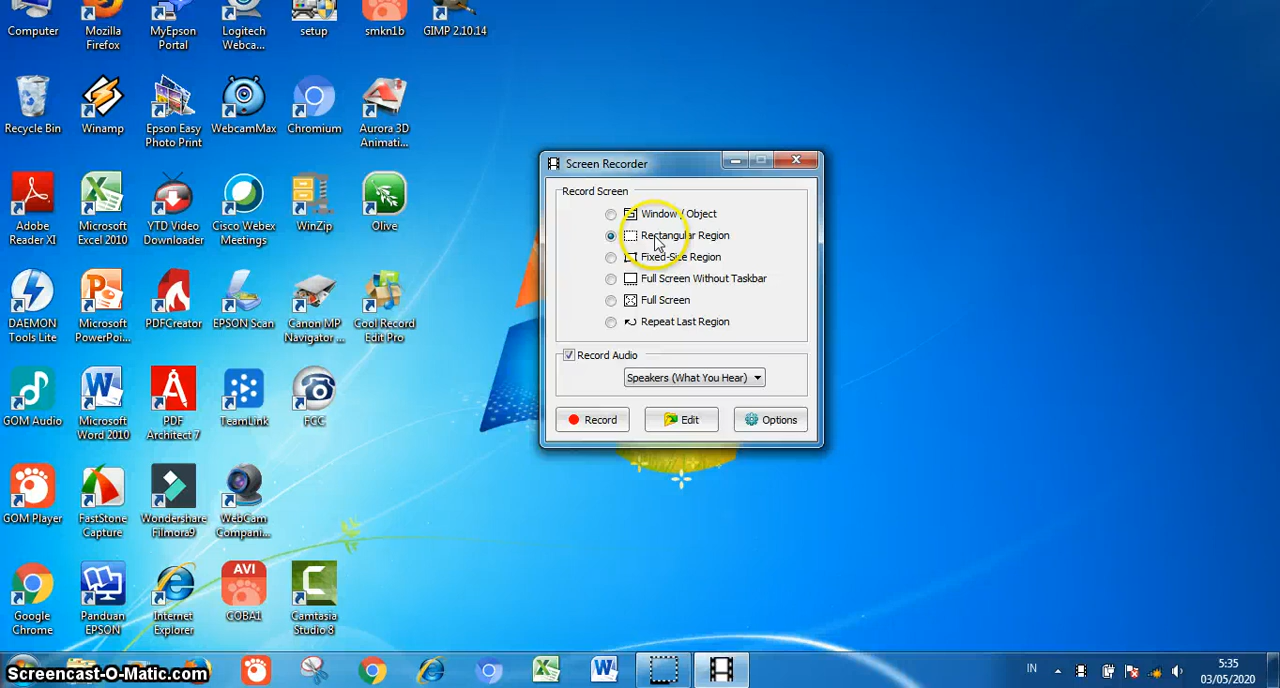 Computer
Mozilla
Firefox
MyEpson
Portal
Logitech
Webca...
setup
smkn1b
GIMP 2.10.14
Recycle Bin
Winamp
Epson Easy
Photo Print
WebcamMax
Chromium
Aurora 3D
Animati...
Adobe
Reader XI
Microsoft
Excel 2010
YTD Video
Downloader
Cisco Webex
Meetings
WinZip
Olive
DAEMON
Tools Lite
Microsoft
PowerPoi...
PDFCreator
EPSON Scan
Canon MP
Navigator ...
Cool Record
Edit Pro
GOM Audio
Microsoft
Word 2010
PDF
Architect 7
TeamLink
FCC
GOM Player
FastStone
Capture
Wondershare
Filmora9
WebCam
Compani...
Google
Chrome
Panduan
EPSON
Internet
Explorer
AVI
COBA1
Camtasia
Studio 8
Screen Recorder
Record Screen
Window / Object
Rectangular Region
Fixed-Size Region
Full Screen Without Taskbar
Full Screen
Repeat Last Region
Record Audio
Speakers (What You Hear)
Record
Edit
Options
Screencast-O-Matic.com
IN
5:35
03/05/2020